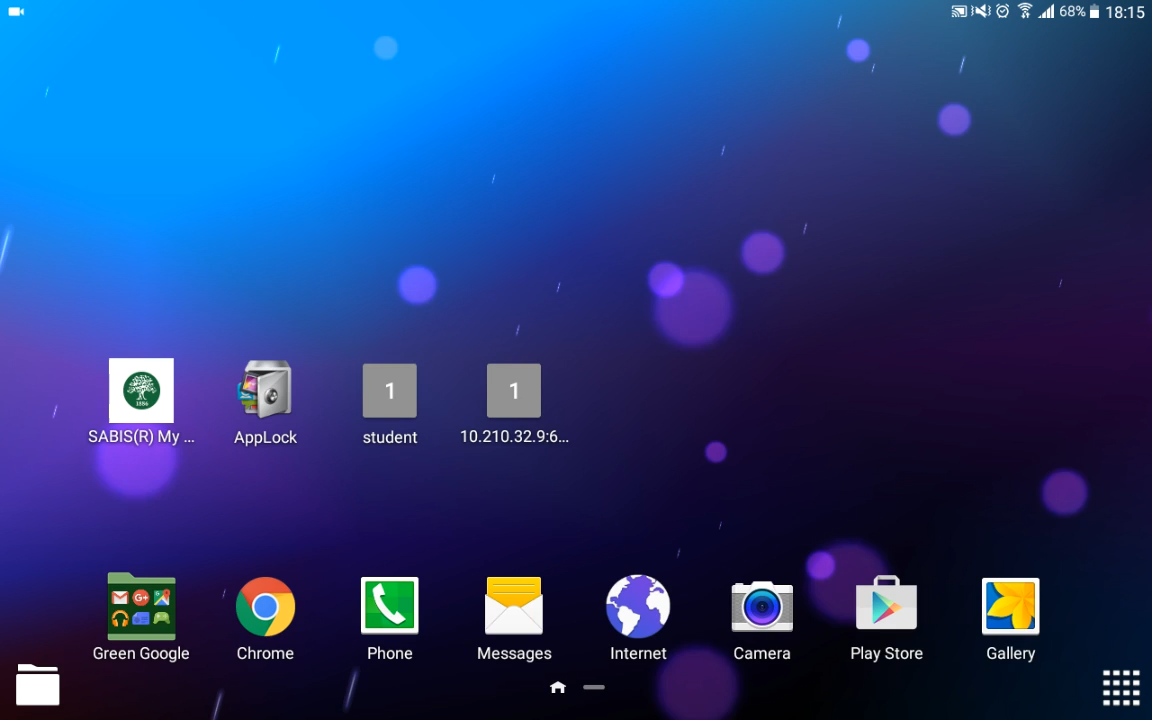 68% 18:15
1884
1
1
SABIS(R) My ...
AppLock
student
10.210.32.9:6...
G+
Green Google
Chrome
Phone
Messages
Internet
Camera
Play Store
Gallery